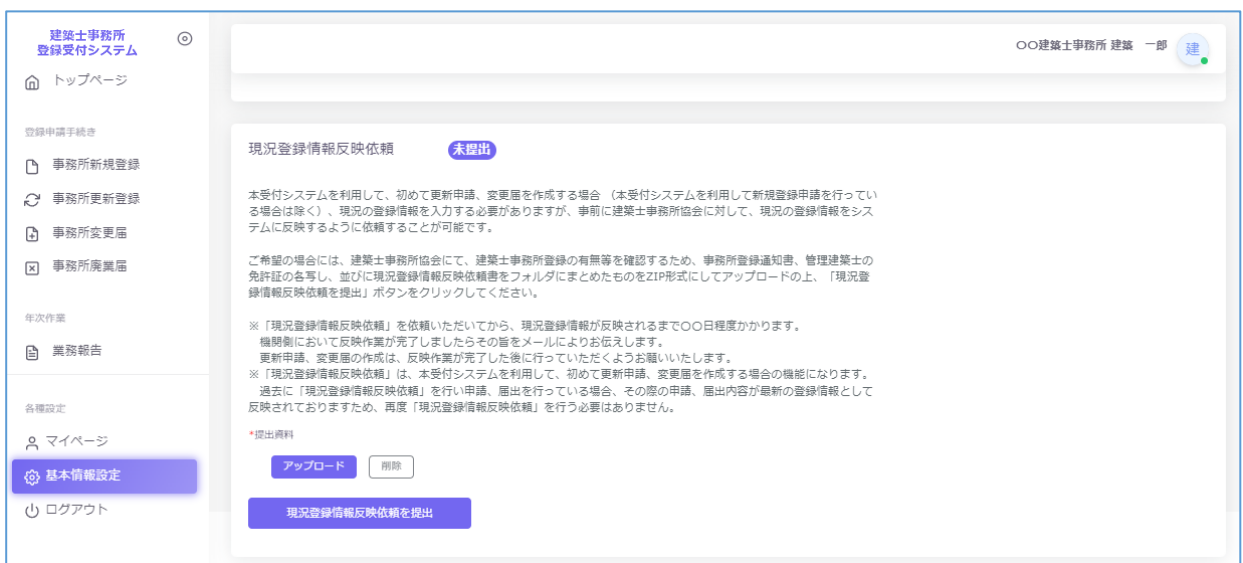 建築士事務所
登録受付システム
トップページ
登録申請手続き
事務所新規登録
事務所更新登録
事務所変更届
事務所廃業届
年次作業
業務報告
各種設定
マイページ
基本情報設定
ログアウト
〇〇建築士事務所 建築　一郎
建
現況登録情報反映依頼
未提出
本受付システムを利用して、初めて更新申請、変更届を作成する場合 （本受付システムを利用して新規登録申請を行ってい
る場合は除く）、現況の登録情報を入力する必要がありますが、事前に建築士事務所協会に対して、現況の登録情報をシス
テムに反映するように依頼することが可能です。
ご希望の場合には、建築士事務所協会にて、建築士事務所登録の有無等を確認するため、事務所登録通知書、管理建築士の
免許証の各写し、並びに現況登録情報反映依頼書をフォルダにまとめたものをZIP形式にしてアップロードの上、「現況登
録情報反映依頼を提出」ボタンをクリックしてください。
※「現況登録情報反映依頼」を依頼いただいてから、現況登録情報が反映されるまで〇〇日程度かかります。
機関側において反映作業が完了しましたらその旨をメールによりお伝えします。
更新申請、変更届の作成は、反映作業が完了した後に行っていただくようお願いいたします。
※「現況登録情報反映依頼」は、本受付システムを利用して、初めて更新申請、変更届を作成する場合の機能になります。
過去に「現況登録情報反映依頼」を行い申請、届出を行っている場合、その際の申請、届出内容が最新の登録情報として
反映されておりますため、再度「現況登録情報反映依頼」を行う必要はありません。
*提出資料
アップロード
削除
現況登録情報反映依頼を提出